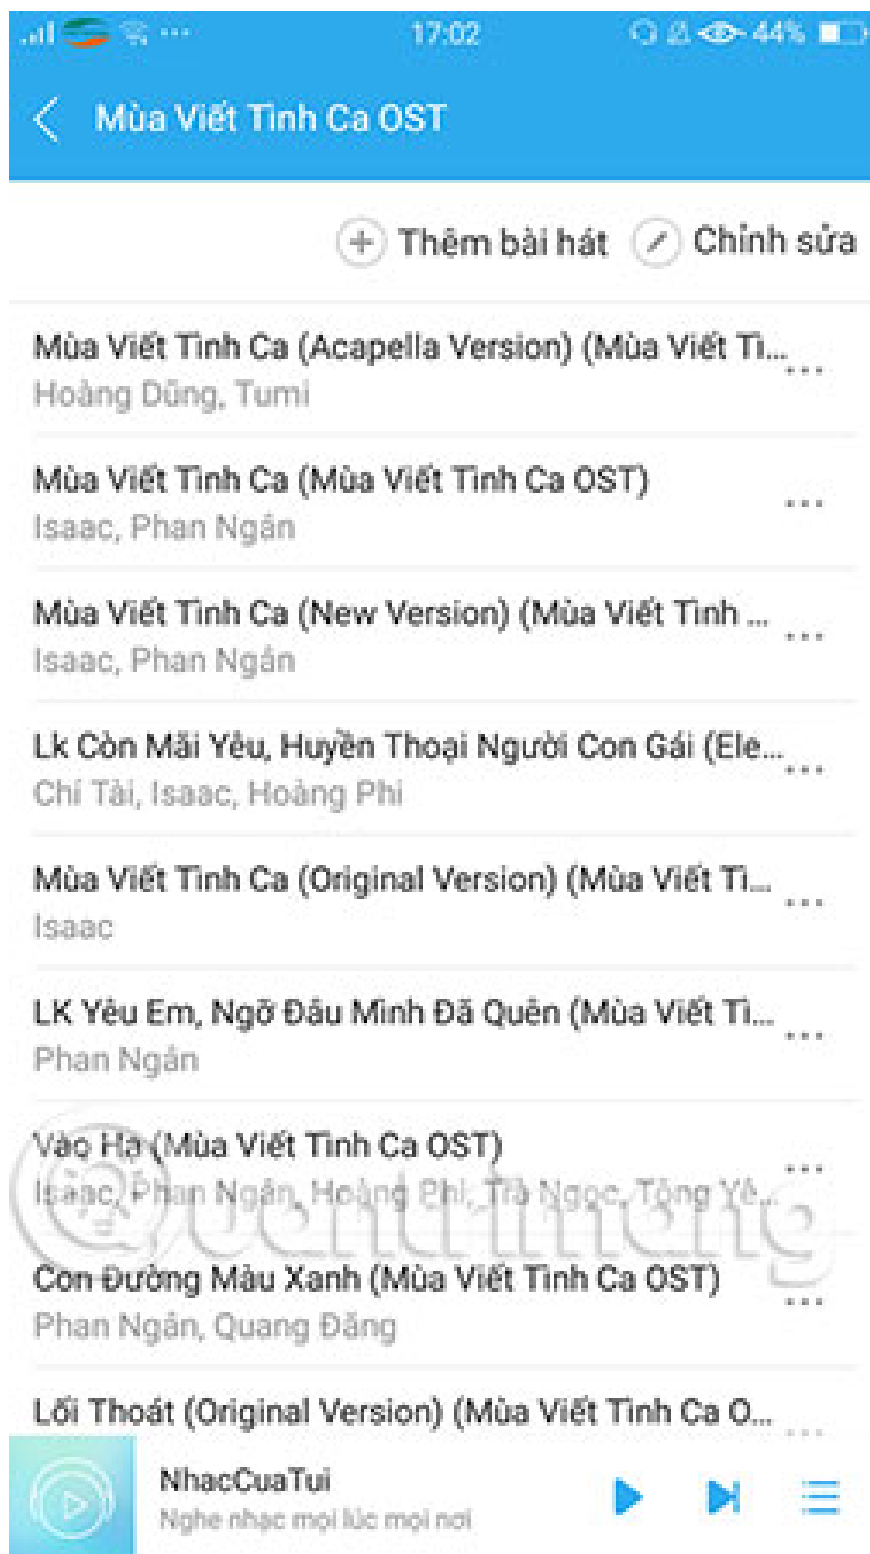 17:02
44%
Mùa Viết Tình Ca OST
Thêm bài hát
Chỉnh sửa
Mùa Viết Tình Ca (Acapella Version) (Mùa Viết Tì...
Hoàng Dũng, Tumi
Mùa Viết Tình Ca (Mùa Viết Tình Ca OST)
Isaac, Phan Ngân
Mùa Viết Tình Ca (New Version) (Mùa Viết Tình ...
Isaac, Phan Ngân
Lk Còn Mãi Yêu, Huyền Thoại Người Con Gái (Ele...
Chí Tài, Isaac, Hoàng Phi
Mùa Viết Tình Ca (Original Version) (Mùa Viết Tì...
Isaac
LK Yêu Em, Ngỡ Đâu Mình Đã Quên (Mùa Viết Tì...
Phan Ngân
Vào Hạ (Mùa Viết Tình Ca OST)
Isaac, Phan Ngân, Hoàng Phi, Trà Ngọc, Tòng Yê...
Quantrimang
Con Đường Màu Xanh (Mùa Viết Tình Ca OST)
Phan Ngân, Quang Đăng
Lối Thoát (Original Version) (Mùa Viết Tình Ca O...
NhacCuaTui
Nghe nhạc mọi lúc mọi nơi